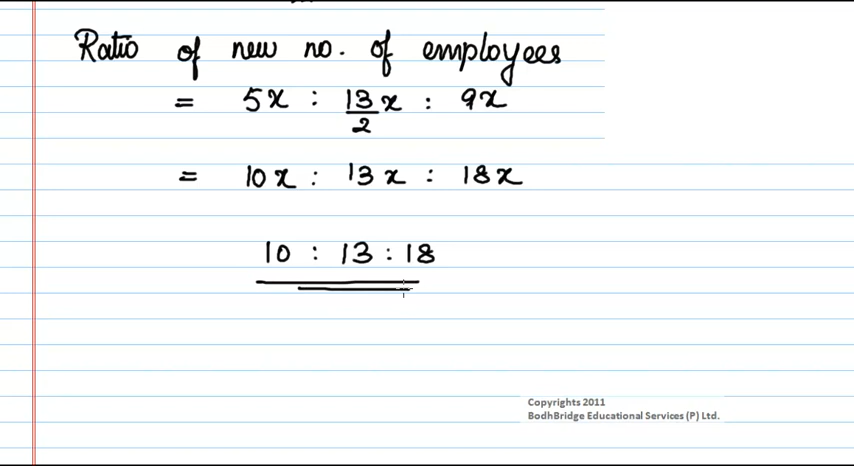 Ratio of new no. of employees
= 5x : 13/2 x : 9x
= 10x : 13x : 18x
10 : 13 : 18
Copyrights 2011
BodhBridge Educational Services (P) Ltd.